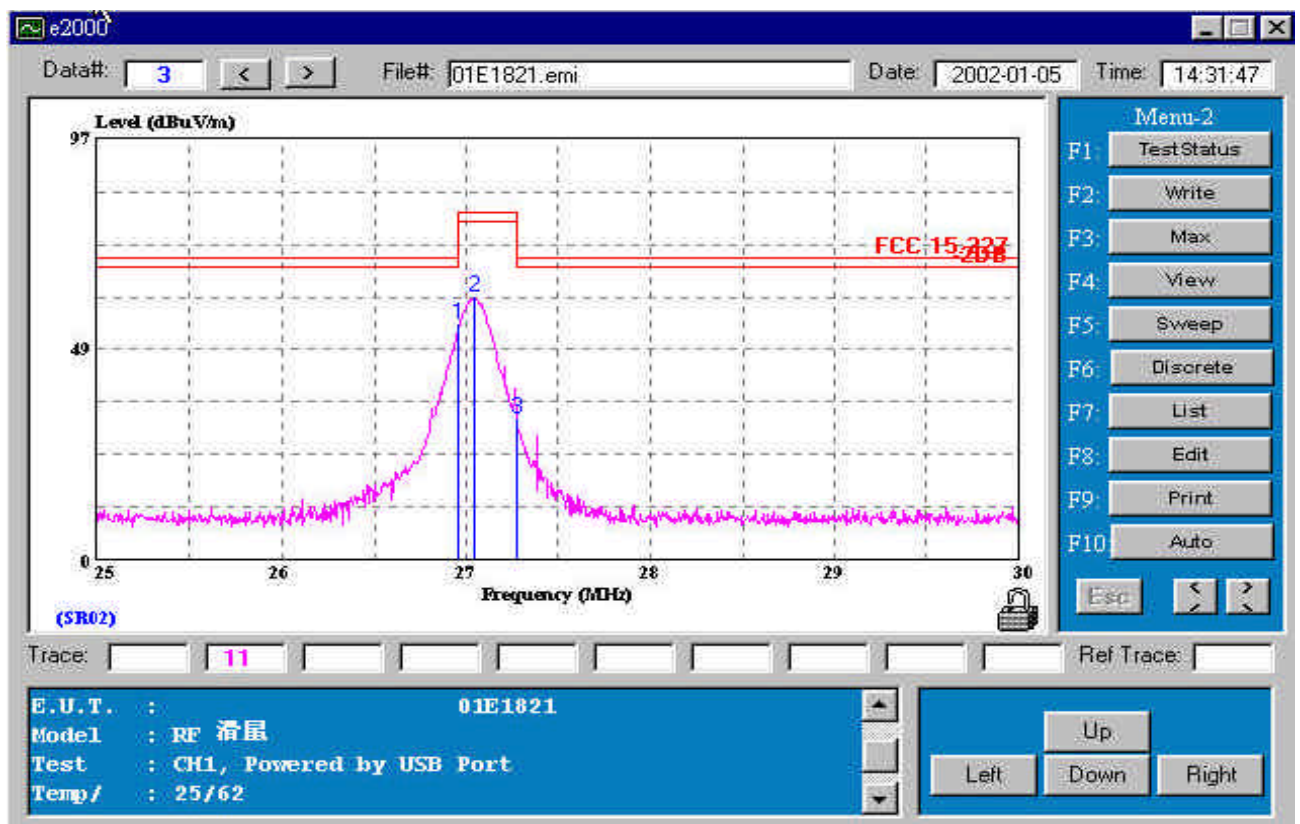 e2000
Data#: 3 < > File#: 01E1821.emi Date: 2002-01-05 Time: 14:31:47
Level (dBuV/m)
97
49
0
FCC 15.227
-2DB
1
2
3
25 26 27 28 29 30
Frequency (MHz)
(SR02)
Menu-2
F1: TestStatus
F2: Write
F3: Max
F4: View
F5: Sweep
F6: Discrete
F7: List
F8: Edit
F9: Print
F10: Auto
Esc
Trace: 11 Ref Trace:
E.U.T. : 01E1821
Model : RF 滑鼠
Test : CH1, Powered by USB Port
Temp/ : 25/62
Up
Left Down Right